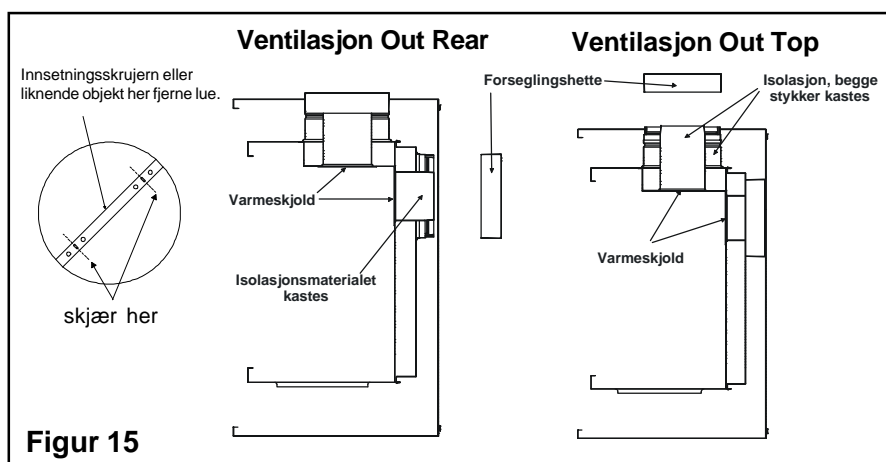 Ventilasjon Out Rear
Ventilasjon Out Top
Innsetningsskrujern eller
liknende objekt her fjerne lue.
Forseglingshette
Isolasjon, begge
stykker kastes
Varmeskjold
Isolasjonsmaterialet
kastes
Varmeskjold
skjær her
Figur 15